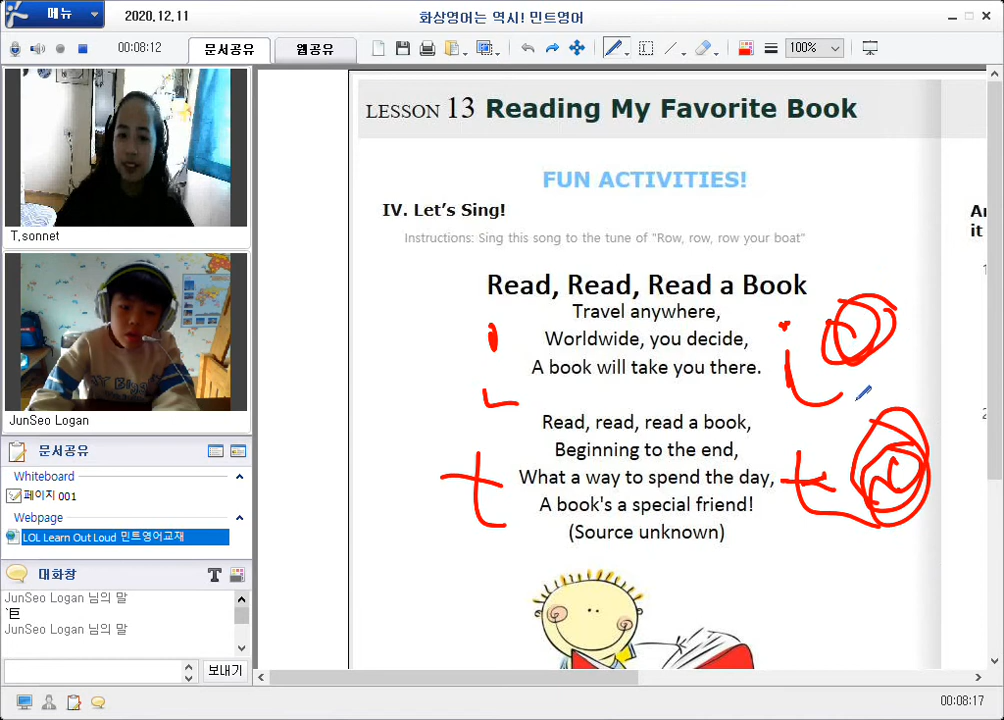 메뉴
2020.12.11
화상영어는 역시! 민트영어
00:08:12
문서공유
웹공유
100%
T.sonnet
JunSeo Logan
문서공유
Whiteboard
페이지 001
Webpage
LOL Learn Out Loud 민트영어교재
대화창
T
JunSeo Logan 님의 말
`트
JunSeo Logan 님의 말
보내기
LESSON 13 Reading My Favorite Book
FUN ACTIVITIES!
IV. Let's Sing!
Instructions: Sing this song to the tune of "Row, row, row your boat"
Read, Read, Read a Book
Travel anywhere,
Worldwide, you decide,
A book will take you there.
Read, read, read a book,
Beginning to the end,
What a way to spend the day,
A book's a special friend!
(Source unknown)
it
00:08:17